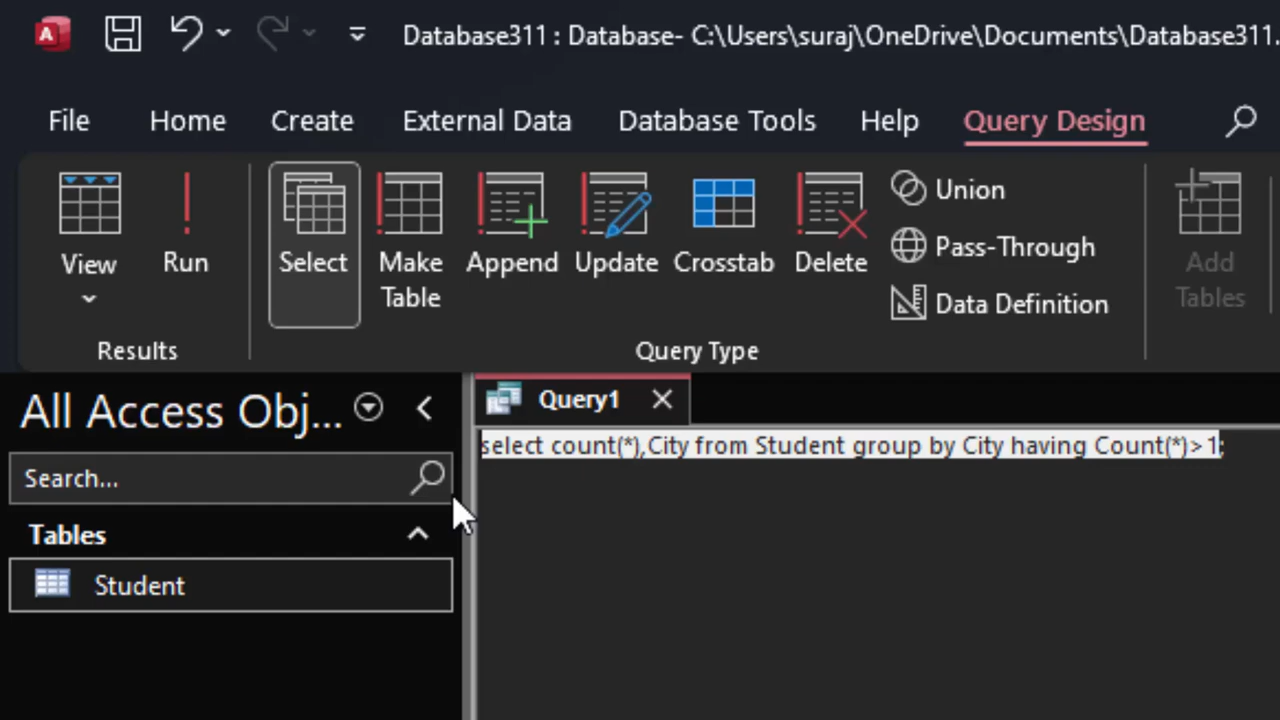 Database311 : Database- C:\Users\suraj\OneDrive\Documents\Database311.
File Home Create External Data Database Tools Help Query Design
View Run Select Make Table Append Update Crosstab Delete Union Pass-Through Data Definition Add Tables
Results Query Type
All Access Obj...
Search...
Tables
Student
Query1
select count(*),City from Student group by City having Count(*)>1;